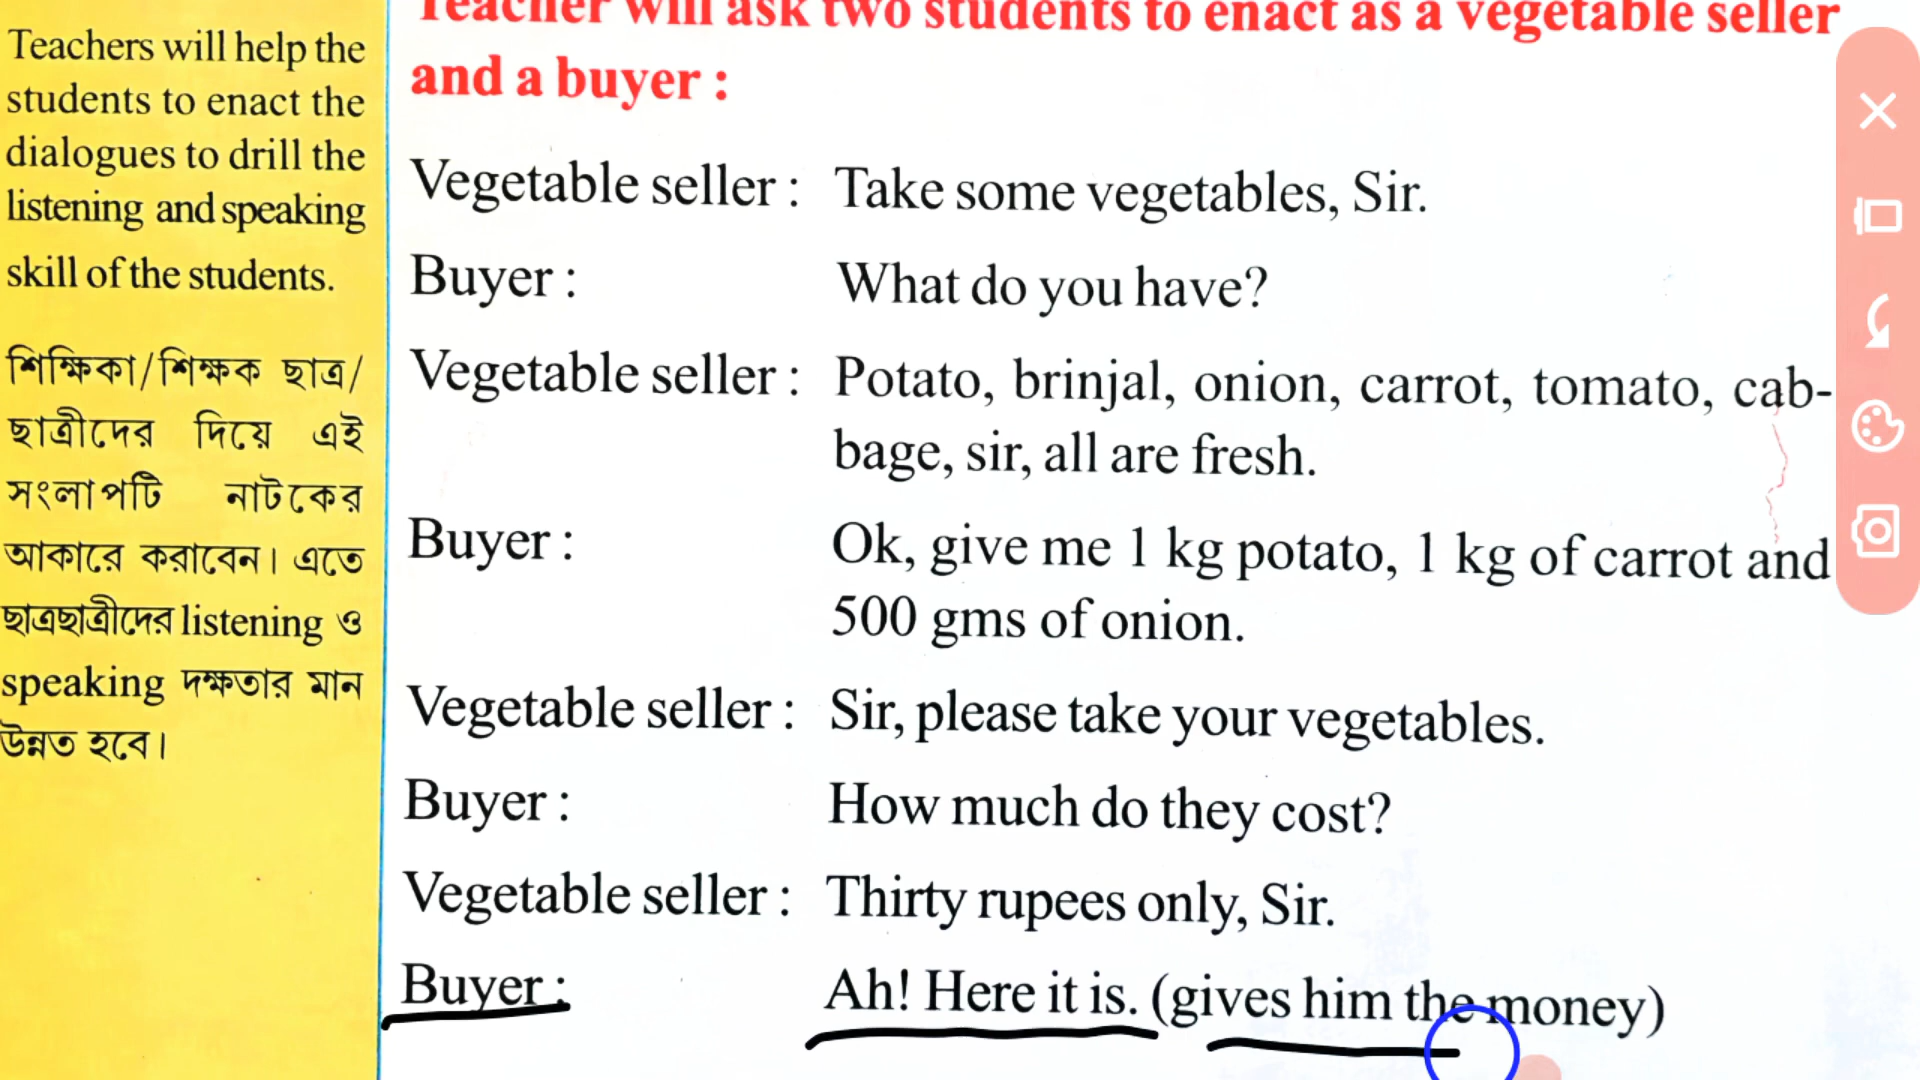 Teachers will help the
students to enact the
dialogues to drill the
listening and speaking
skill of the students.
শিক্ষিকা/শিক্ষক ছাত্র/
ছাত্রীদের দিয়ে এই
সংলাপটি নাটকের
আকারে করাবেন। এতে
ছাত্রছাত্রীদের listening ও
speaking দক্ষতার মান
উন্নত হবে।
Teacher will ask two students to enact as a vegetable seller
and a buyer :
Vegetable seller : Take some vegetables, Sir.
Buyer : What do you have?
Vegetable seller : Potato, brinjal, onion, carrot, tomato, cab-
bage, sir, all are fresh.
Buyer : Ok, give me 1 kg potato, 1 kg of carrot and
500 gms of onion.
Vegetable seller : Sir, please take your vegetables.
Buyer : How much do they cost?
Vegetable seller : Thirty rupees only, Sir.
Buyer : Ah! Here it is. (gives him the money)